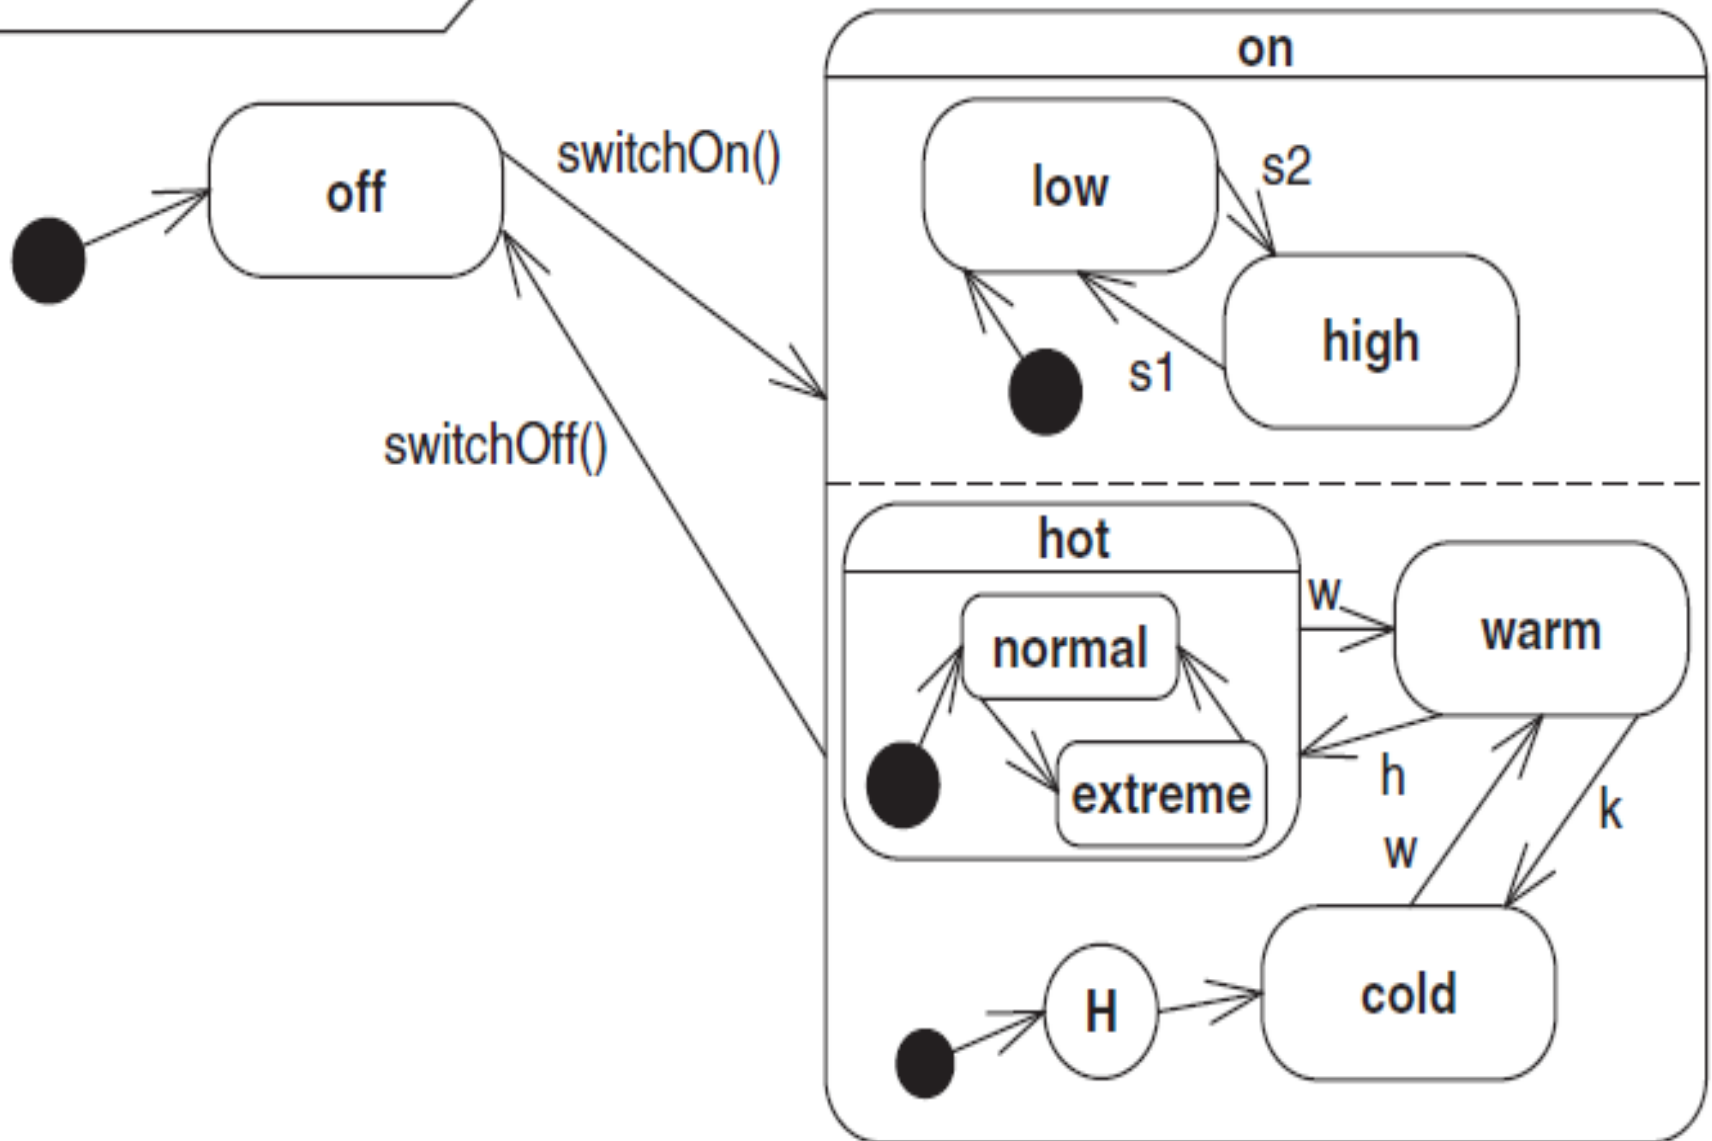 on
off
switchOn()
low
s2
high
s1
switchOff()
hot
normal
w
warm
extreme
h
k
w
H
cold